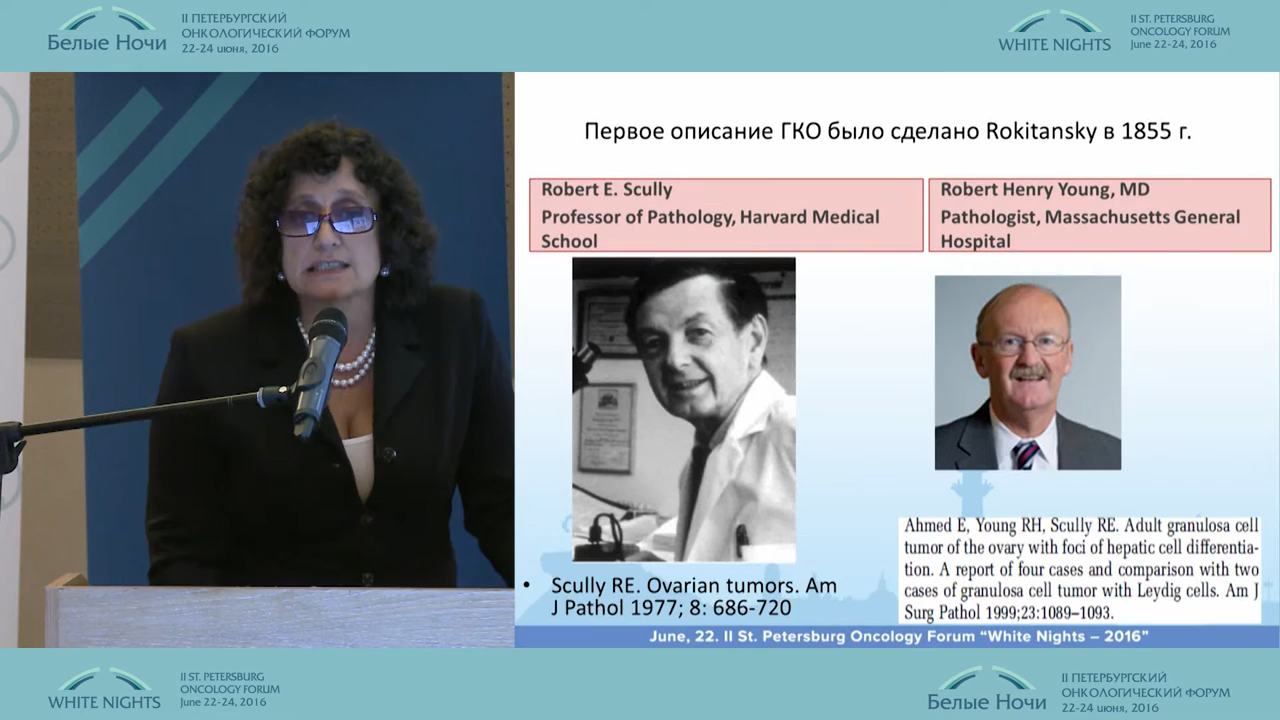 Белые Ночи
II ПЕТЕРБУРГСКИЙ
ОНКОЛОГИЧЕСКИЙ ФОРУМ
22-24 июня, 2016
WHITE NIGHTS
II ST. PETERSBURG
ONCOLOGY FORUM
June 22-24, 2016
Первое описание ГКО было сделано Rokitansky в 1855 г.
Robert E. Scully
Professor of Pathology, Harvard Medical
School
Robert Henry Young, MD
Pathologist, Massachusetts General
Hospital
• Scully RE. Ovarian tumors. Am
J Pathol 1977; 8: 686-720
Ahmed E, Young RH, Scully RE. Adult granulosa cell
tumor of the ovary with foci of hepatic cell differentia-
tion. A report of four cases and comparison with two
cases of granulosa cell tumor with Leydig cells. Am J
Surg Pathol 1999;23:1089–1093.
June, 22. II St. Petersburg Oncology Forum “White Nights – 2016”
WHITE NIGHTS
II ST. PETERSBURG
ONCOLOGY FORUM
June 22-24, 2016
Белые Ночи
II ПЕТЕРБУРГСКИЙ
ОНКОЛОГИЧЕСКИЙ ФОРУМ
22-24 июня, 2016